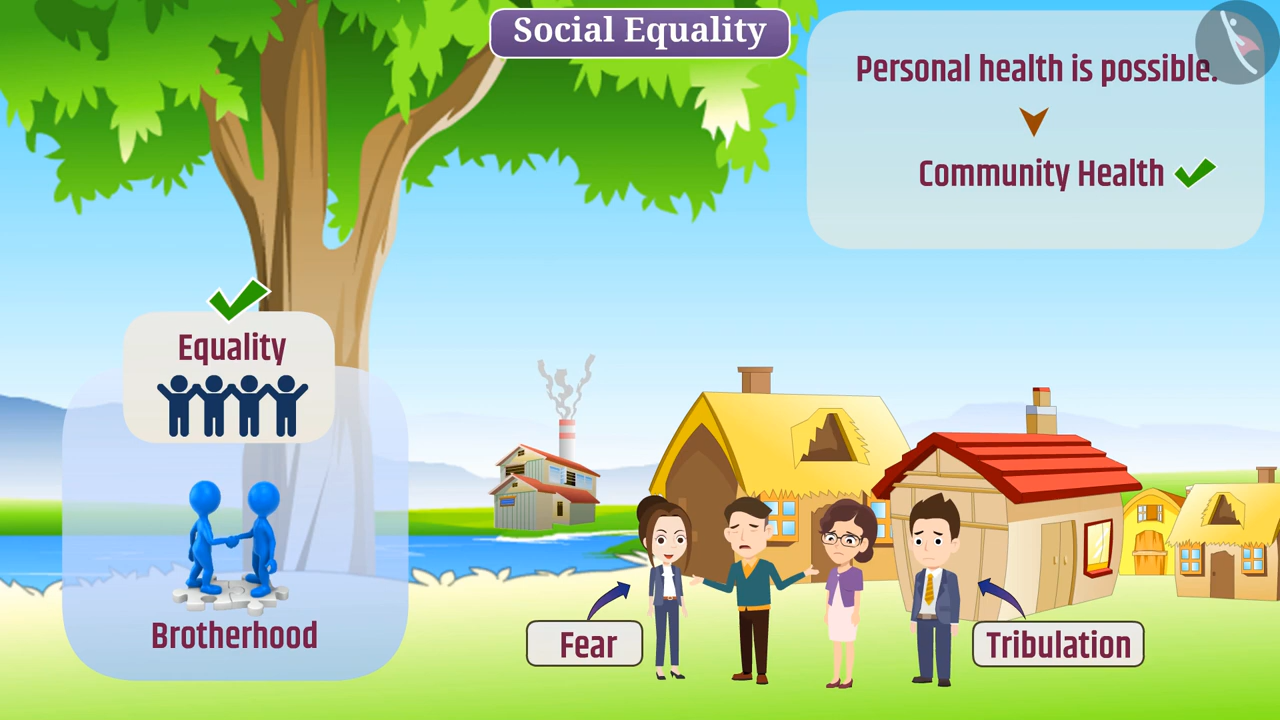 Social Equality
Personal health is possible.
Community Health
Equality
Brotherhood
Fear
Tribulation